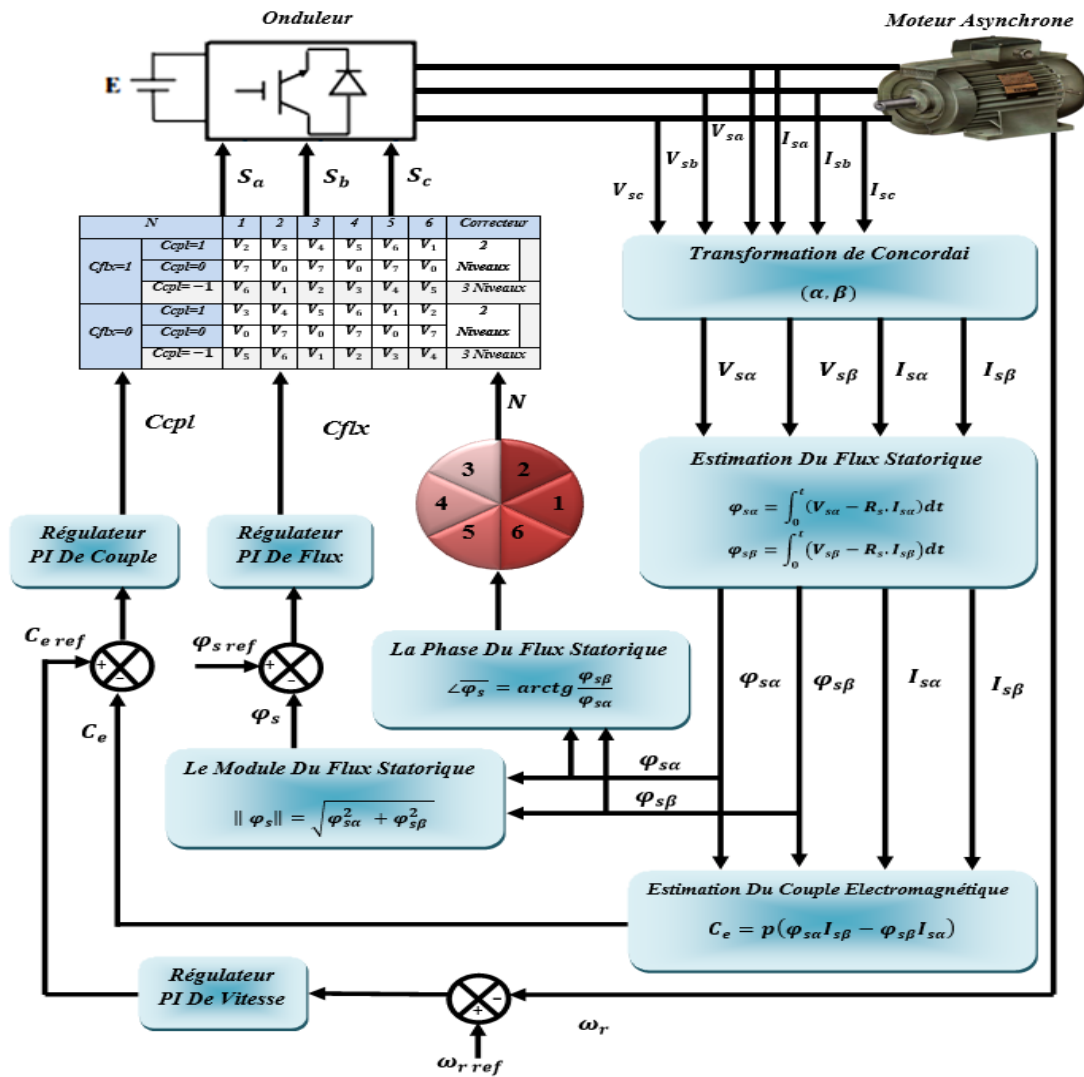 Onduleur
Moteur Asynchrone
E
V_sa
I_sa
V_sb
I_sb
V_sc
I_sc
S_a
S_b
S_c
N 1 2 3 4 5 6 Correcteur
Cflx=1
Ccpl=1 V₂ V₃ V₄ V₅ V₆ V₁ 2
Ccpl=0 V₇ V₀ V₇ V₀ V₇ V₀ Niveaux
Ccpl=−1 V₆ V₁ V₂ V₃ V₄ V₅ 3 Niveaux
Cflx=0
Ccpl=1 V₃ V₄ V₅ V₆ V₁ V₂ 2
Ccpl=0 V₀ V₇ V₀ V₇ V₀ V₇ Niveaux
Ccpl=−1 V₅ V₆ V₁ V₂ V₃ V₄ 3 Niveaux
Transformation de Concordai
(α, β)
V_sα
V_sβ
I_sα
I_sβ
Ccpl
Cflx
N
3 2
4 1
5 6
Estimation Du Flux Statorique
φ_sα = ∫₀ᵗ (V_sα − R_s. I_sα)dt
φ_sβ = ∫₀ᵗ (V_sβ − R_s. I_sβ)dt
Régulateur
PI De Couple
Régulateur
PI De Flux
C_e ref
+
−
φ_s ref
+
−
La Phase Du Flux Statorique
∠φ̅_s = arctg φ_sβ/φ_sα
φ_sα
φ_sβ
I_sα
I_sβ
C_e
φ_s
Le Module Du Flux Statorique
‖ φ_s‖ = √(φ²_sα + φ²_sβ)
φ_sα
φ_sβ
Estimation Du Couple Electromagnétique
C_e = p(φ_sα I_sβ − φ_sβ I_sα)
Régulateur
PI De Vitesse
−
+
ω_r
ω_r ref